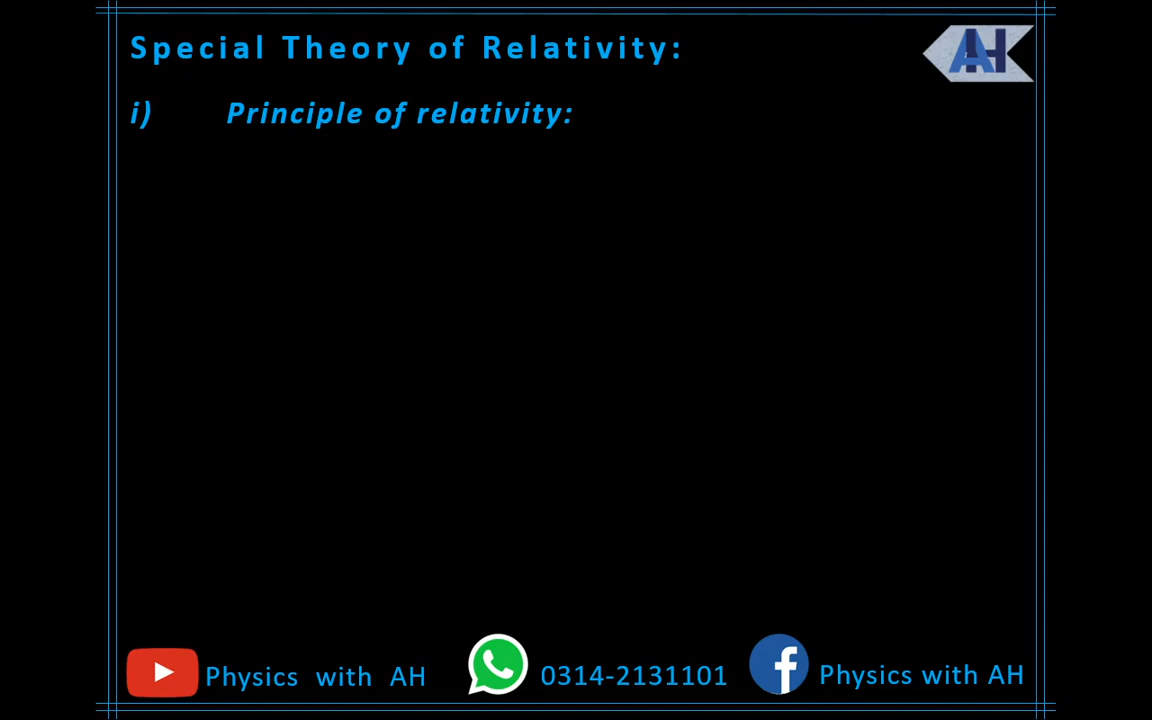 Special Theory of Relativity:
AH
i) Principle of relativity:
Physics with AH
0314-2131101
Physics with AH